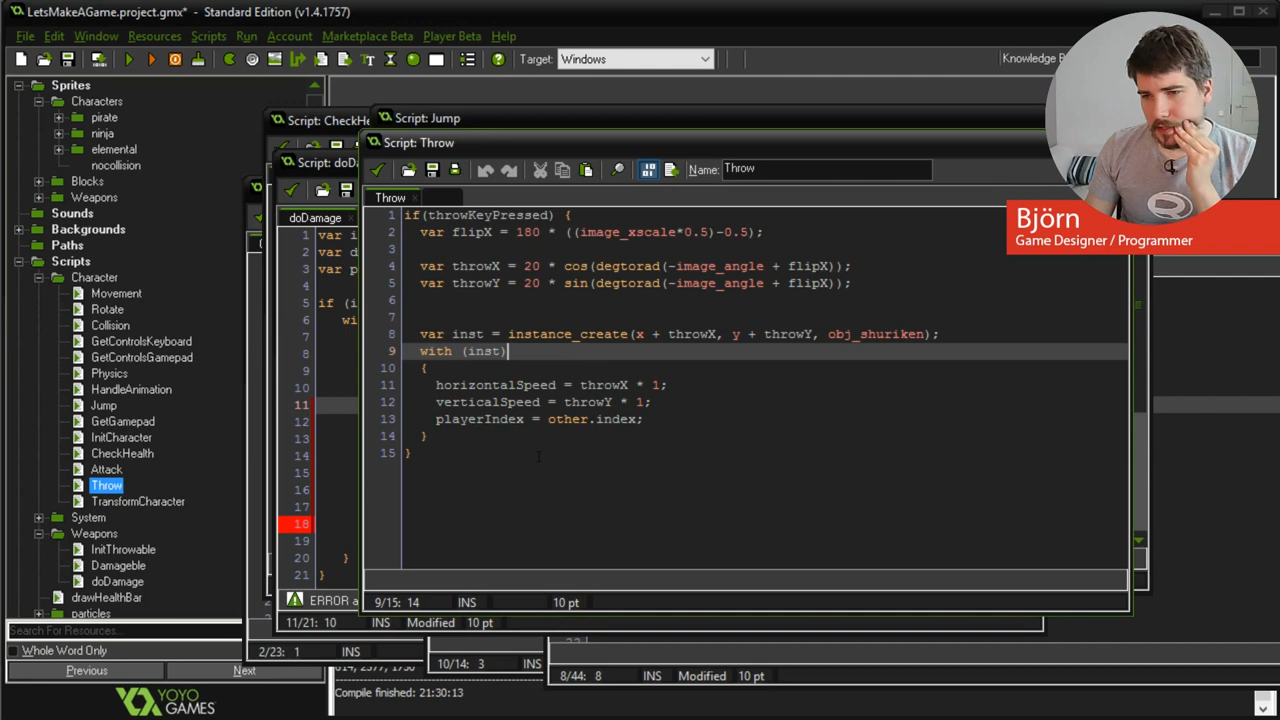 LetsMakeAGame.project.gmx* - Standard Edition (v1.4.1757)
File Edit Window Resources Scripts Run Account Marketplace Beta Player Beta Help
Target: Windows
Knowledge B
Sprites
Characters
pirate
ninja
elemental
nocollision
Blocks
Weapons
Sounds
Backgrounds
Paths
Scripts
Character
Movement
Rotate
Collision
GetControlsKeyboard
GetControlsGamepad
Physics
HandleAnimation
Jump
GetGamepad
InitCharacter
CheckHealth
Attack
Throw
TransformCharacter
System
Weapons
InitThrowable
Damageble
doDamage
drawHealthBar
particles
Search For Resources...
Whole Word Only
Previous Next
YOYO
GAMES™
Script: CheckHe
Script: Jump
Script: doDa
doDamage
1 var i
2 var d
3 var p
4
5 if (i
6 wi
7
8
9
10
11
12
13
14
15
16
17
18
19
20 }
21 }
ERROR a
11/21: 10 INS Modified 10 pt
2/23: 1 INS
10/14: 3 INS
8/44: 8 INS Modified 10 pt
Compile finished: 21:30:13
Script: Throw
Name: Throw
Throw
1 if(throwKeyPressed) {
2 var flipX = 180 * ((image_xscale*0.5)-0.5);
3
4 var throwX = 20 * cos(degtorad(-image_angle + flipX));
5 var throwY = 20 * sin(degtorad(-image_angle + flipX));
6
7
8 var inst = instance_create(x + throwX, y + throwY, obj_shuriken);
9 with (inst)
10 {
11 horizontalSpeed = throwX * 1;
12 verticalSpeed = throwY * 1;
13 playerIndex = other.index;
14 }
15 }
9/15: 14 INS 10 pt
Björn
Game Designer / Programmer